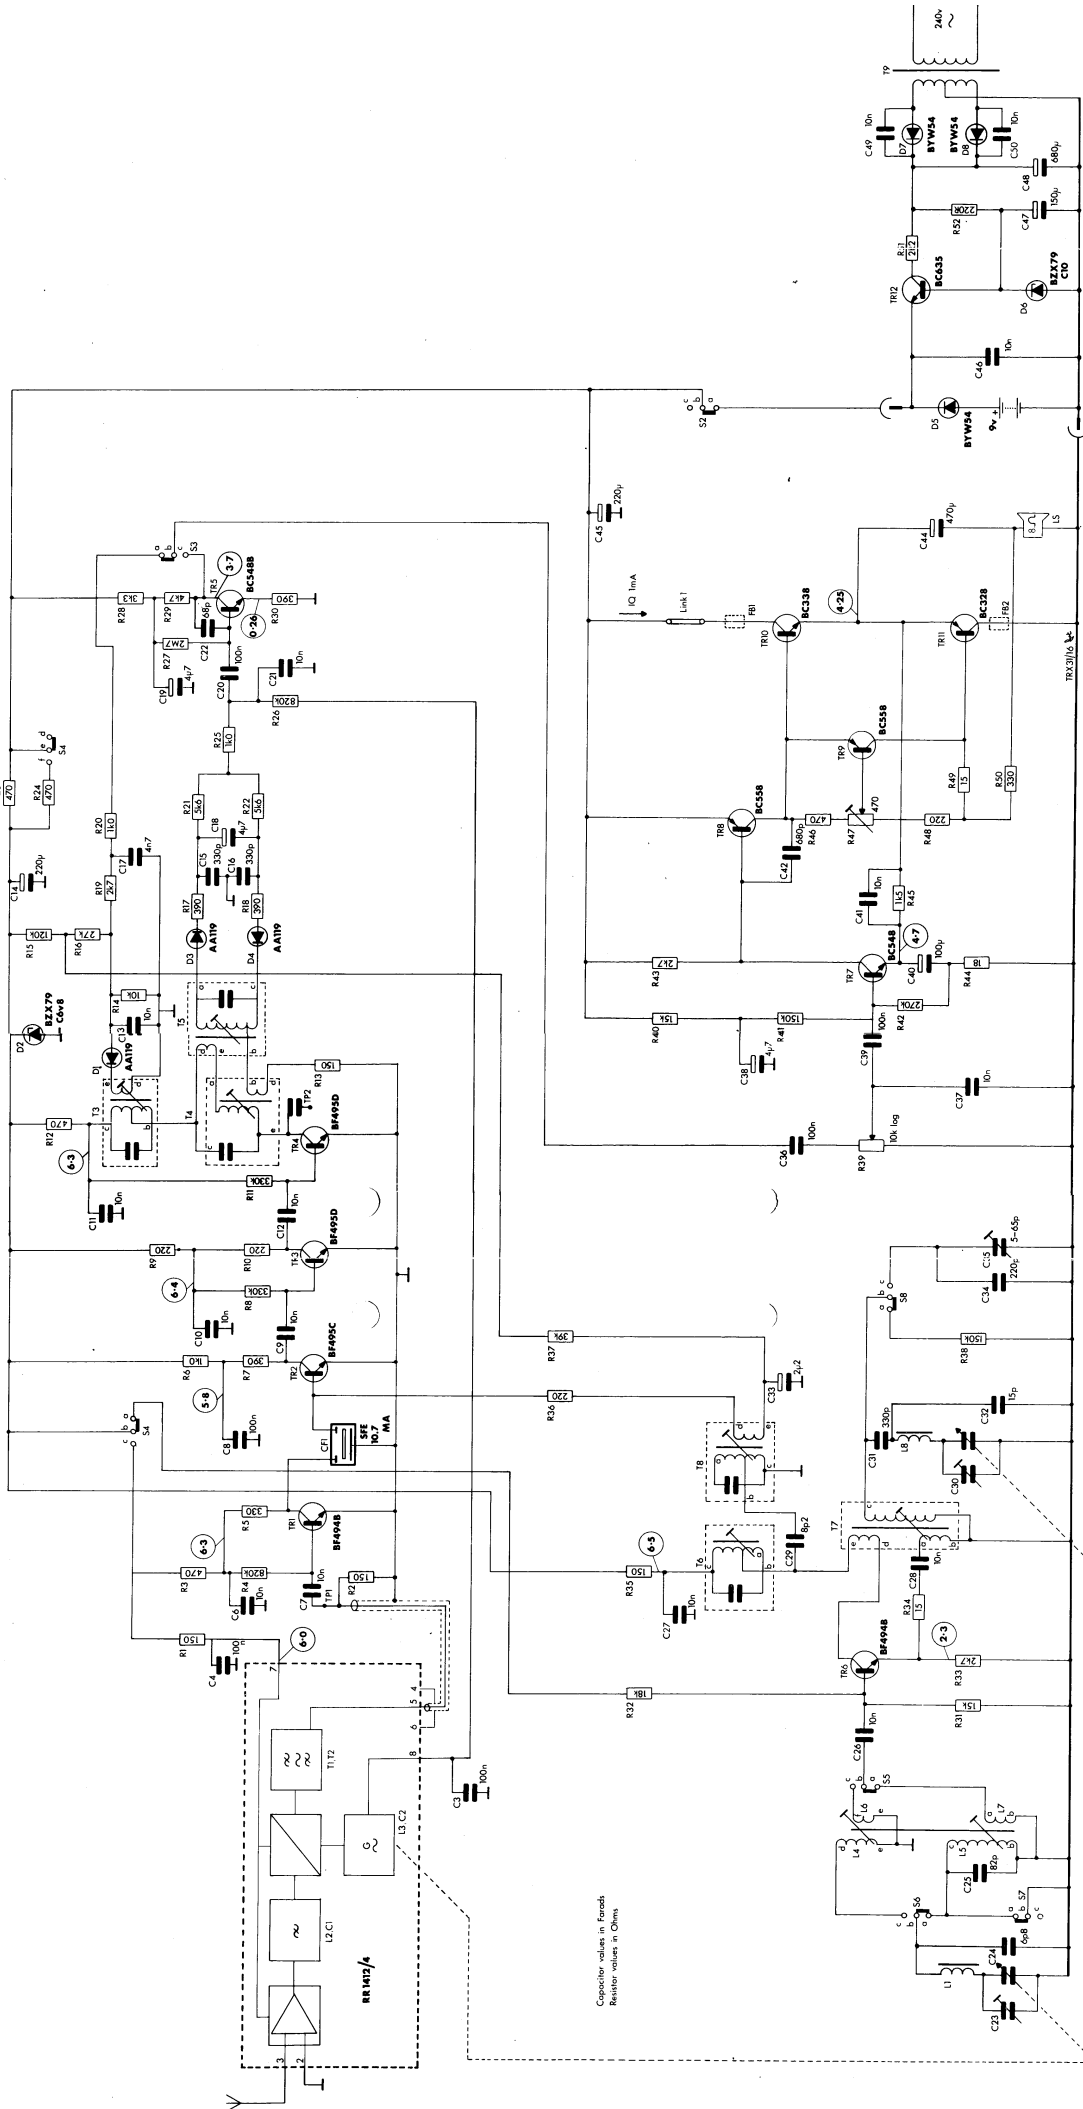 240v
T9
C49
10n
D7
BYW54
BYW54
D8
10n
C50
680µ
C48
R52
220R
150µ
C47
2R2
BC635
TR12
BZX79
C10
D6
C46
10n
S2
c
b
a
D5
BYW54
9v +
C45
220µ
IQ 1mA
Link1
FB1
BC338
TR10
4·25
C44
470µ
8
LS
BC328
TR11
FB2
TRX31/16
BC558
TR9
BC558
TR8
680p
C42
R46
470
R47
470
R48
220
R49
15
R50
330
C41
10n
R45
1k5
4·7
R43
2k7
BC548
TR7
C40
100µ
R44
18
R42
270k
R40
15k
R41
150k
C38
4µ7
C39
100n
C37
10n
C36
100n
R39
10k log
470
R24
470
f e d
S4
C14
220µ
R15
120k
R16
27k
R19
2k7
R20
1k0
C17
4n7
R28
3k3
R29
4k7
R27
2M7
C19
4µ7
C22
68p
TR5
BC548B
3·7
0·26
R30
390
a
b
c
S3
C20
100n
C21
10n
R26
820k
R25
1k0
R21
5k6
R22
5k6
C18
4µ7
C15
330p
C16
330p
R17
390
R18
390
D3
AA119
D4
AA119
D2
BZX79
C6v8
R14
10k
C13
10n
AA119
T5
T3
T4
R12
470
6·3
C11
10n
R13
150
TP2
TR4
BF495D
R11
330k
C12
10n
R9
220
R10
220
6·4
R8
330k
C10
10n
BF495D
C9
10n
R6
1k0
R7
390
5·8
C8
100n
TR2
BF495C
CF1
SFE
10.7
MA
S4
c b a
R5
330
6·3
R3
470
R4
820k
C6
10n
TR1
BF494B
C7
10n
TP1
R2
150
R1
150
C4
6·0
7
4
5
6
8
T1,T2
L3,C2
L2,C1
RR1412/4
3
2
C3
100n
R37
39k
R36
220
C33
2µ2
T8
T6
C29
8p2
R35
150
6·5
C27
10n
T7
C28
10n
R34
15
TR6
BF494B
2·3
R33
2k7
R32
18k
R31
15k
C26
10n
S5
c
b
a
L6
L7
L4
L5
C25
82p
S6
S7
6p8
C24
L1
C23
S8
a b c
5-65p
C34
R38
C31
330p
C32
15p
L8
C30
Capacitor values in Farads
Resistor values in Ohms